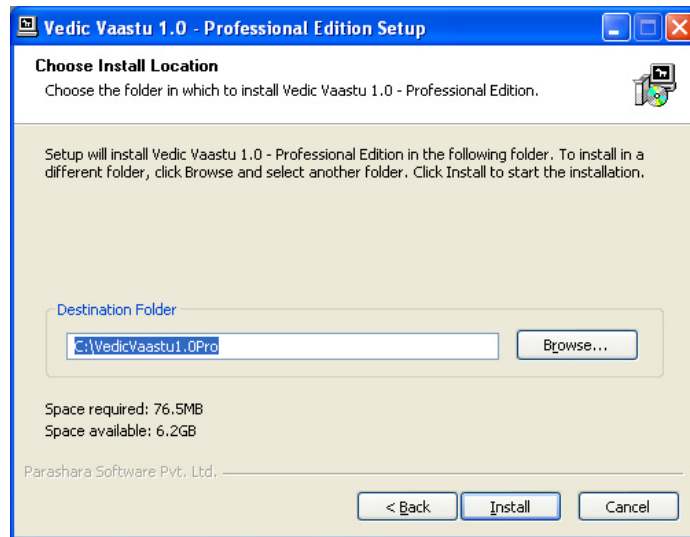 Vedic Vaastu 1.0 - Professional Edition Setup
Choose Install Location
Choose the folder in which to install Vedic Vaastu 1.0 - Professional Edition.
Setup will install Vedic Vaastu 1.0 - Professional Edition in the following folder. To install in a
different folder, click Browse and select another folder. Click Install to start the installation.
Destination Folder
C:\VedicVaastu1.0Pro
Browse...
Space required: 76.5MB
Space available: 6.2GB
Parashara Software Pvt. Ltd.
< Back
Install
Cancel